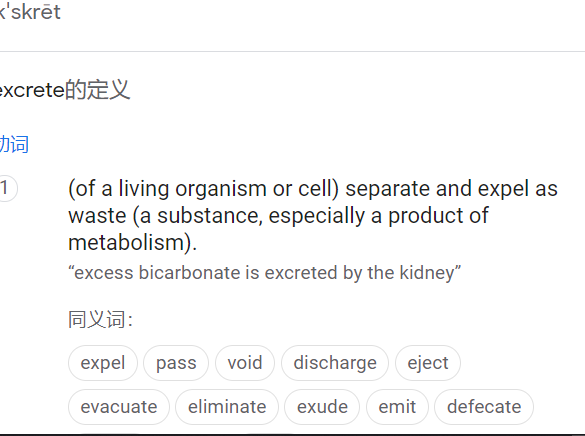 k'skrēt
excrete的定义
动词
1
(of a living organism or cell) separate and expel as
waste (a substance, especially a product of
metabolism).
“excess bicarbonate is excreted by the kidney”
同义词：
expel pass void discharge eject
evacuate eliminate exude emit defecate